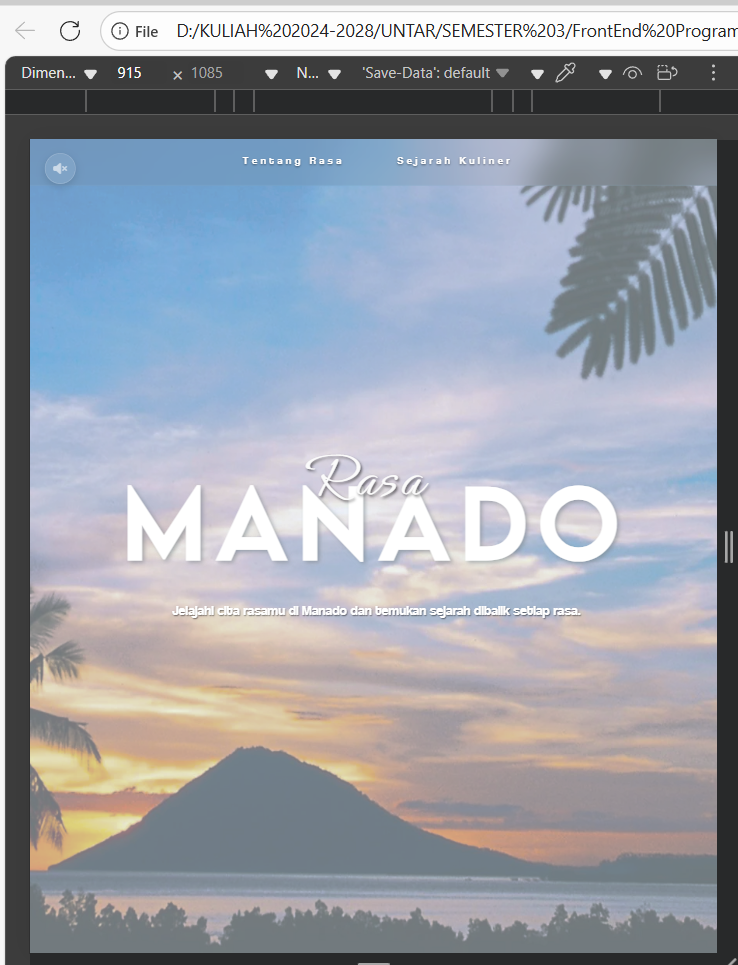 File D:/KULIAH%202024-2028/UNTAR/SEMESTER%203/FrontEnd%20Program
Dimen... 915 × 1085 N... 'Save-Data': default
Tentang Rasa Sejarah Kuliner
Rasa
MANADO
Jelajahi cita rasamu di Manado dan temukan sejarah dibalik setiap rasa.